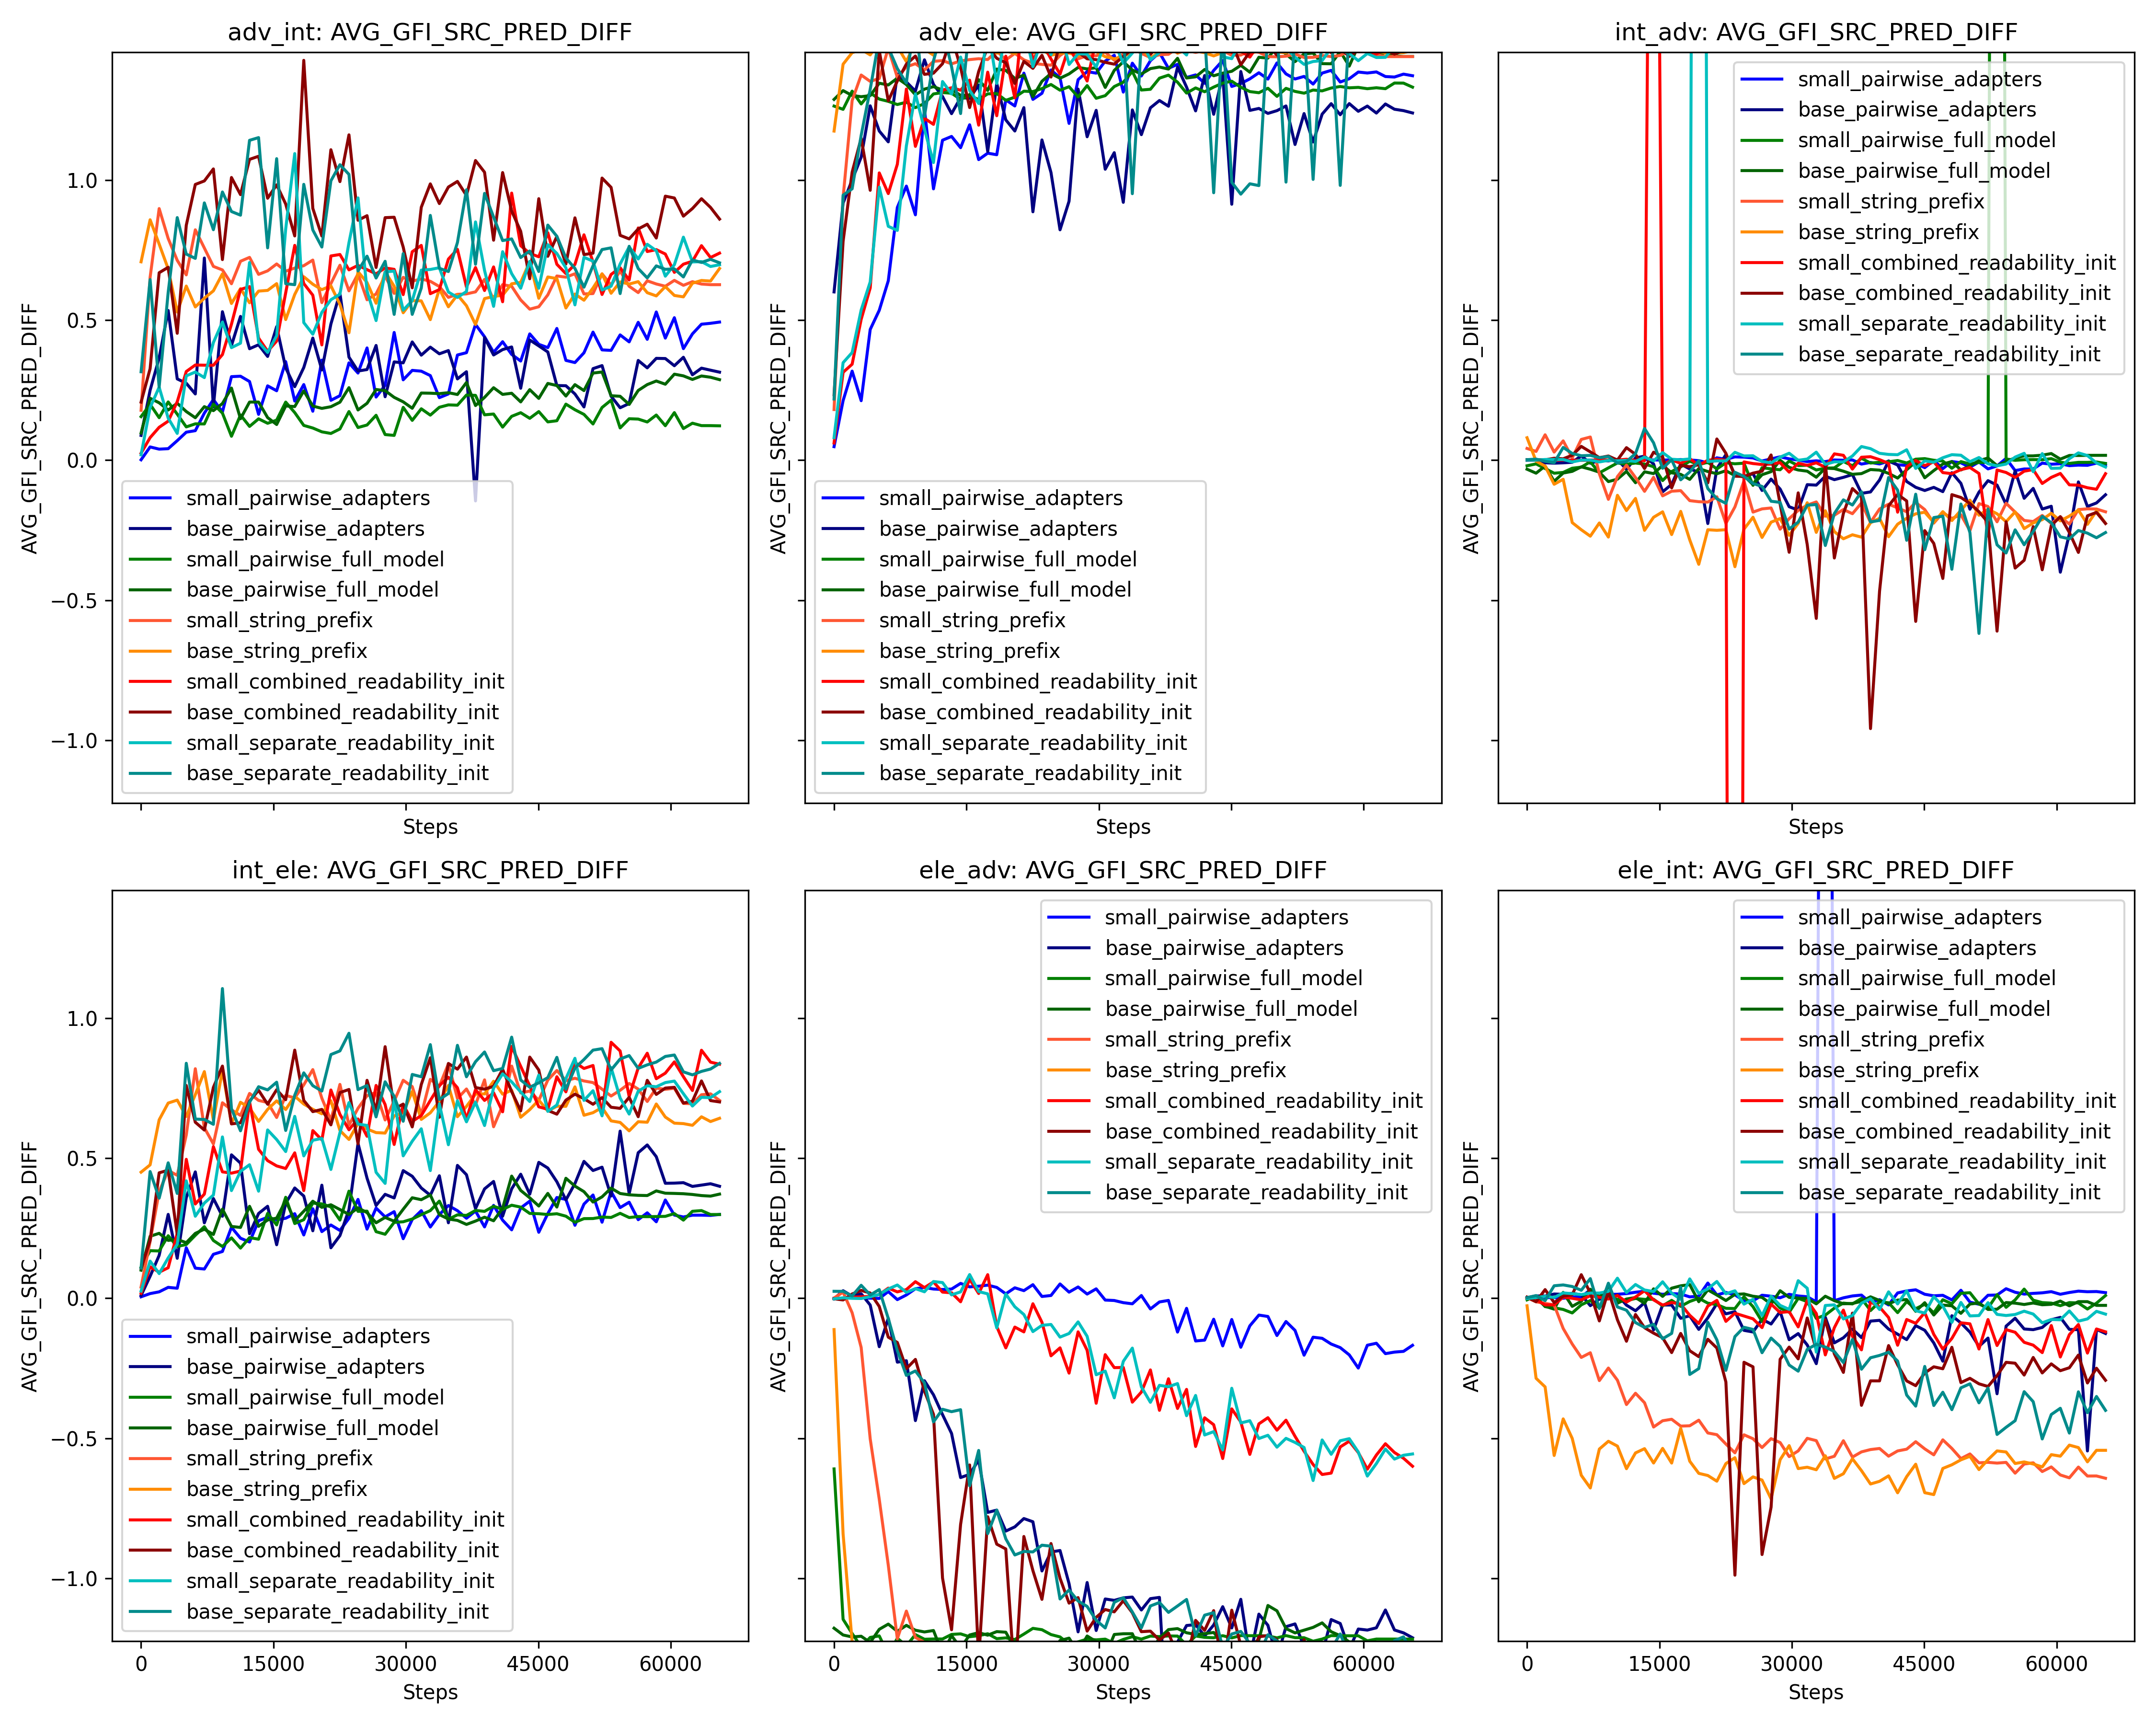 adv_int: AVG_GFI_SRC_PRED_DIFF
AVG_GFI_SRC_PRED_DIFF
1.0
0.5
0.0
−0.5
−1.0
small_pairwise_adapters
base_pairwise_adapters
small_pairwise_full_model
base_pairwise_full_model
small_string_prefix
base_string_prefix
small_combined_readability_init
base_combined_readability_init
small_separate_readability_init
base_separate_readability_init
Steps
adv_ele: AVG_GFI_SRC_PRED_DIFF
AVG_GFI_SRC_PRED_DIFF
small_pairwise_adapters
base_pairwise_adapters
small_pairwise_full_model
base_pairwise_full_model
small_string_prefix
base_string_prefix
small_combined_readability_init
base_combined_readability_init
small_separate_readability_init
base_separate_readability_init
Steps
int_adv: AVG_GFI_SRC_PRED_DIFF
AVG_GFI_SRC_PRED_DIFF
small_pairwise_adapters
base_pairwise_adapters
small_pairwise_full_model
base_pairwise_full_model
small_string_prefix
base_string_prefix
small_combined_readability_init
base_combined_readability_init
small_separate_readability_init
base_separate_readability_init
Steps
int_ele: AVG_GFI_SRC_PRED_DIFF
AVG_GFI_SRC_PRED_DIFF
1.0
0.5
0.0
−0.5
−1.0
small_pairwise_adapters
base_pairwise_adapters
small_pairwise_full_model
base_pairwise_full_model
small_string_prefix
base_string_prefix
small_combined_readability_init
base_combined_readability_init
small_separate_readability_init
base_separate_readability_init
0 15000 30000 45000 60000
Steps
ele_adv: AVG_GFI_SRC_PRED_DIFF
AVG_GFI_SRC_PRED_DIFF
small_pairwise_adapters
base_pairwise_adapters
small_pairwise_full_model
base_pairwise_full_model
small_string_prefix
base_string_prefix
small_combined_readability_init
base_combined_readability_init
small_separate_readability_init
base_separate_readability_init
0 15000 30000 45000 60000
Steps
ele_int: AVG_GFI_SRC_PRED_DIFF
AVG_GFI_SRC_PRED_DIFF
small_pairwise_adapters
base_pairwise_adapters
small_pairwise_full_model
base_pairwise_full_model
small_string_prefix
base_string_prefix
small_combined_readability_init
base_combined_readability_init
small_separate_readability_init
base_separate_readability_init
0 15000 30000 45000 60000
Steps